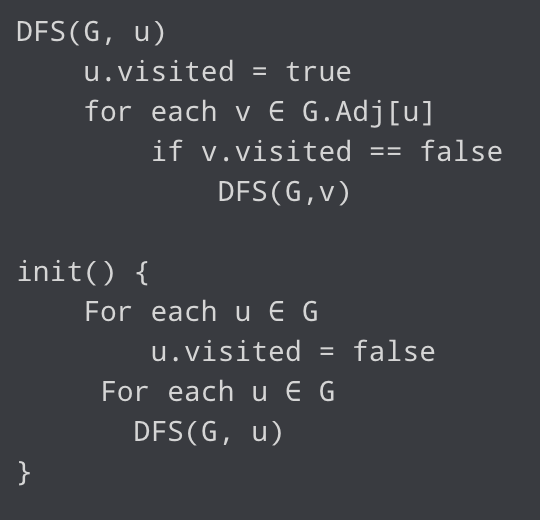 DFS(G, u)
    u.visited = true
    for each v ∈ G.Adj[u]
        if v.visited == false
            DFS(G,v)

init() {
    For each u ∈ G
        u.visited = false
     For each u ∈ G
       DFS(G, u)
}